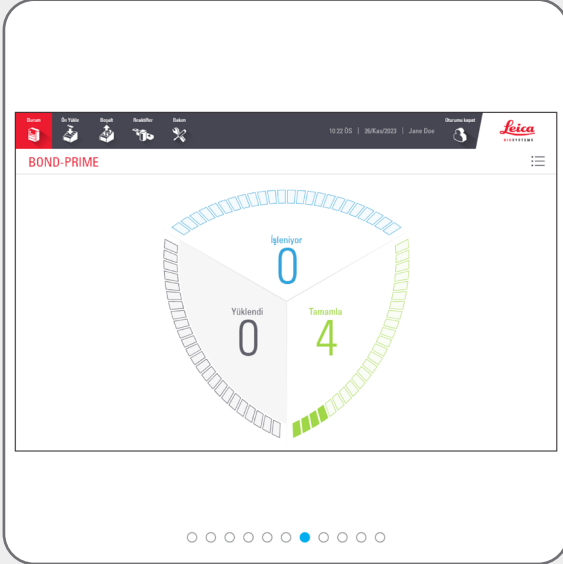 Durum
Ön Yükle
Boşalt
Reaktifler
Bakım
10:22 ÖS | 26/Kas/2023 | Jane Doe
Oturumu kapat
Leica
BIOSYSTEMS
BOND-PRIME
İşleniyor
0
Yüklendi
0
Tamamla
4